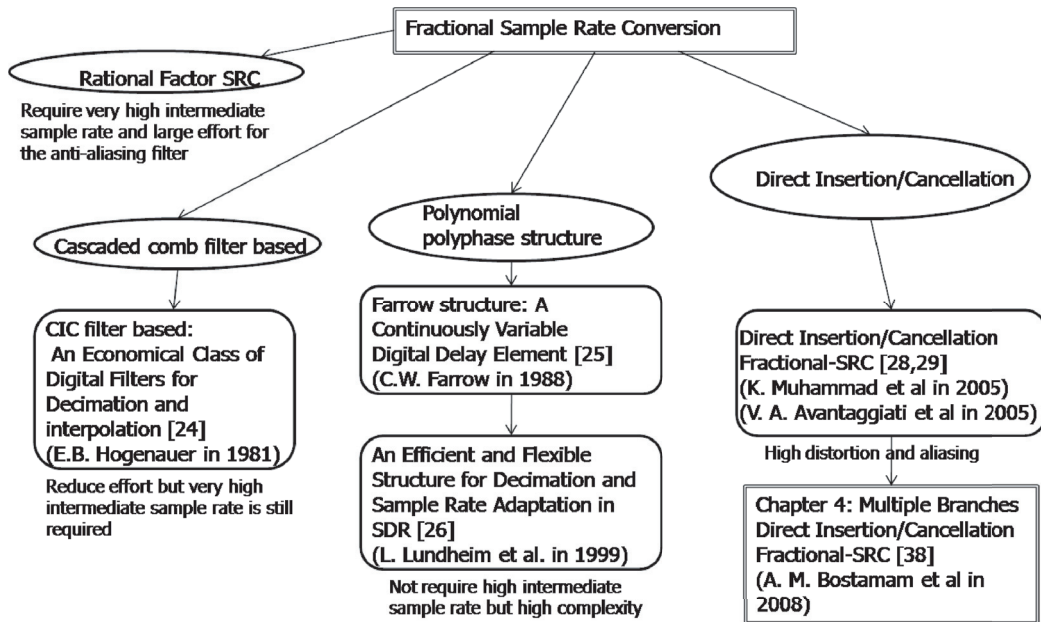 Fractional Sample Rate Conversion
Rational Factor SRC
Require very high intermediate
sample rate and large effort for
the anti-aliasing filter
Cascaded comb filter based
CIC filter based:
An Economical Class of
Digital Filters for
Decimation and
interpolation [24]
(E.B. Hogenauer in 1981)
Reduce effort but very high
intermediate sample rate is still
required
Polynomial
polyphase structure
Farrow structure: A
Continuously Variable
Digital Delay Element [25]
(C.W. Farrow in 1988)
An Efficient and Flexible
Structure for Decimation and
Sample Rate Adaptation in
SDR [26]
(L. Lundheim et al. in 1999)
Not require high intermediate
sample rate but high complexity
Direct Insertion/Cancellation
Direct Insertion/Cancellation
Fractional-SRC [28,29]
(K. Muhammad et al in 2005)
(V. A. Avantaggiati et al in 2005)
High distortion and aliasing
Chapter 4: Multiple Branches
Direct Insertion/Cancellation
Fractional-SRC [38]
(A. M. Bostamam et al in
2008)